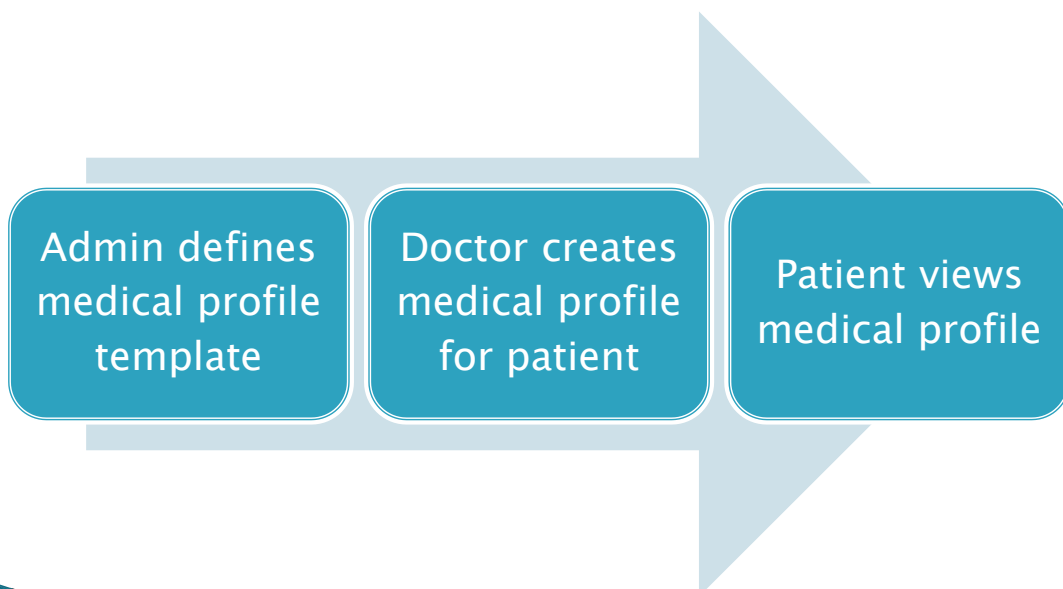 Admin defines
medical profile
template
Doctor creates
medical profile
for patient
Patient views
medical profile